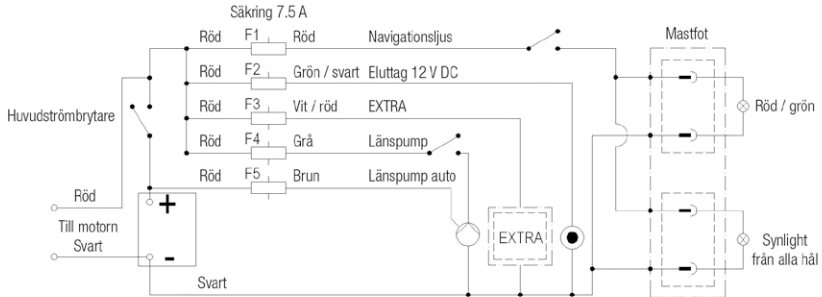 Säkring 7.5 A
Röd F1 Röd Navigationsljus
Mastfot
Röd F2 Grön / svart Eluttag 12 V DC
Röd F3 Vit / röd EXTRA
Röd / grön
Huvudströmbrytare
Röd F4 Grå Länspump
Röd F5 Brun Länspump auto
Röd
+
Till motorn
EXTRA
Synlight
från alla hål
Svart
-
Svart